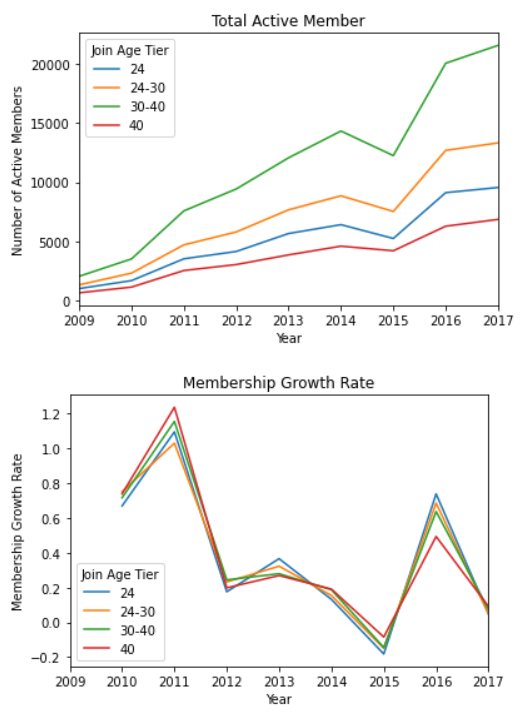 Total Active Member
Join Age Tier
24
24-30
30-40
40
20000
15000
10000
5000
0
Number of Active Members
2009 2010 2011 2012 2013 2014 2015 2016 2017
Year
Membership Growth Rate
1.2
1.0
0.8
0.6
0.4
0.2
0.0
−0.2
Membership Growth Rate
Join Age Tier
24
24-30
30-40
40
2009 2010 2011 2012 2013 2014 2015 2016 2017
Year